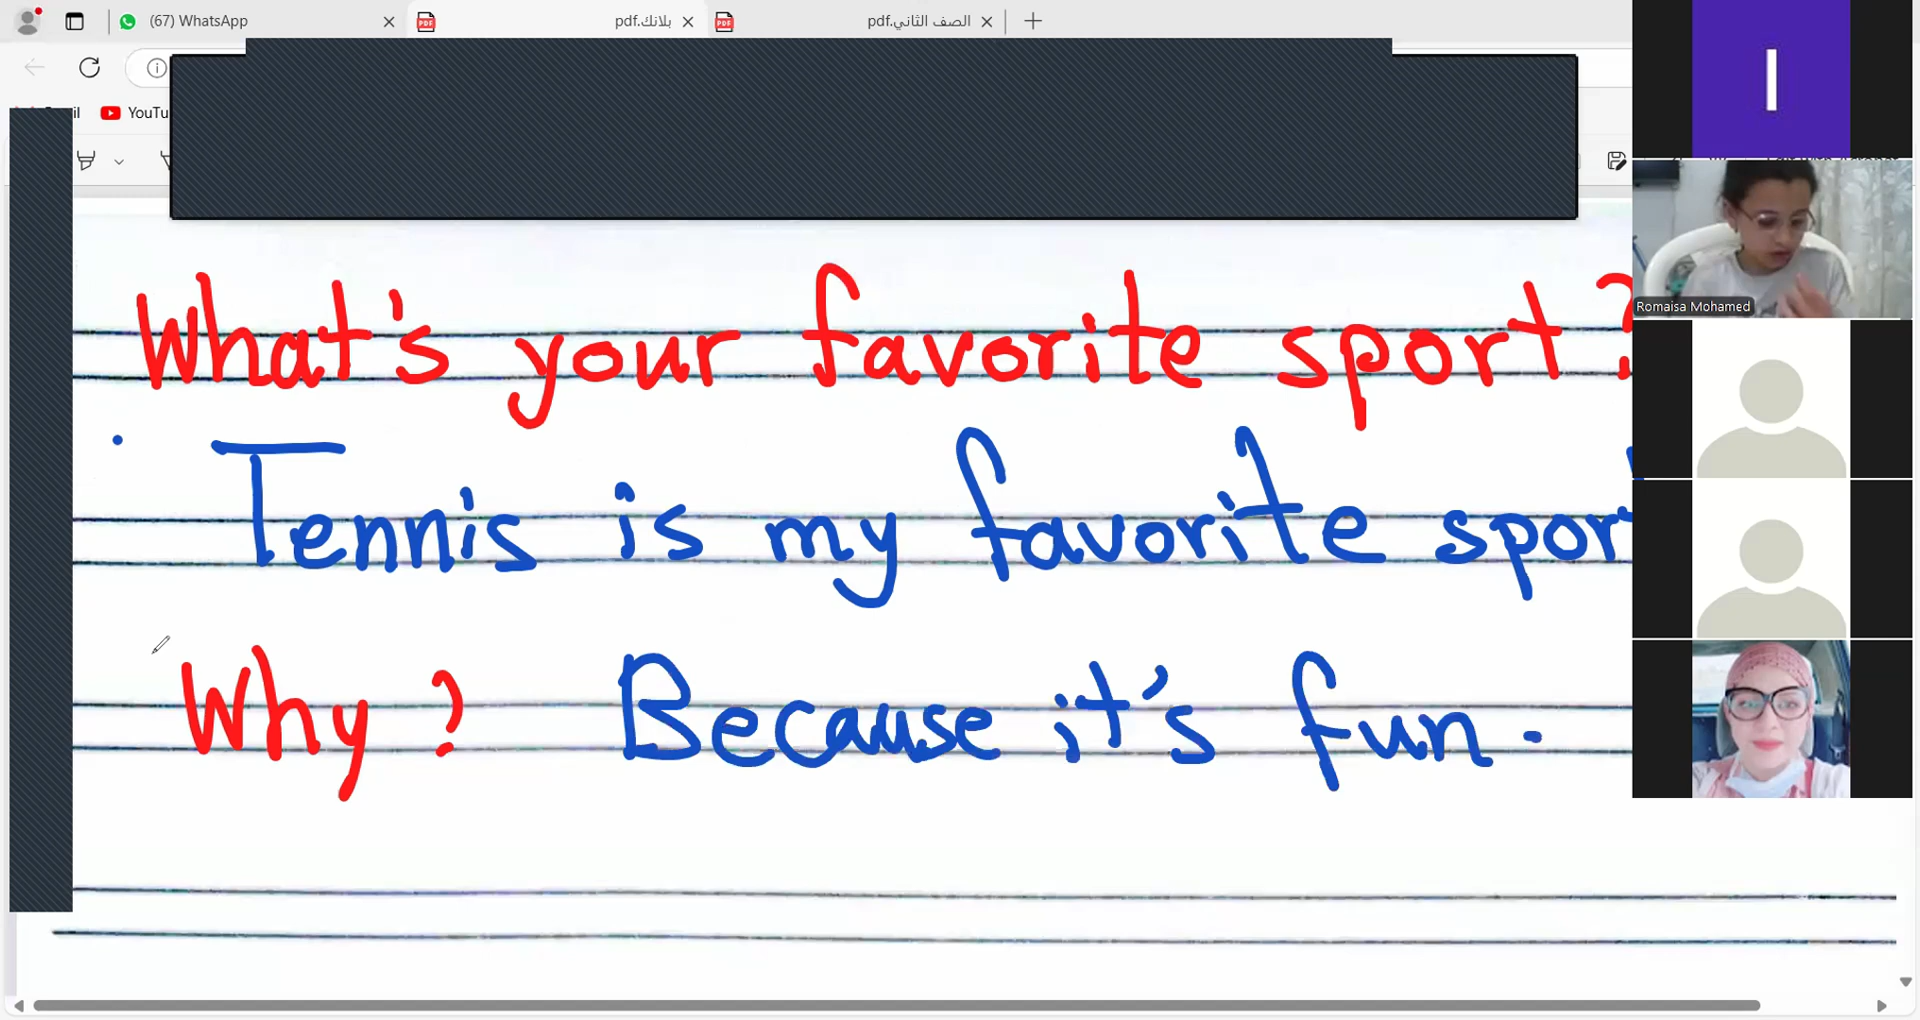 (67) WhatsApp
بلانك.pdf
الصف الثاني.pdf
YouTu
What's your favorite sport?
Romaisa Mohamed
Tennis is my favorite spor
Why? Because it's fun.
I